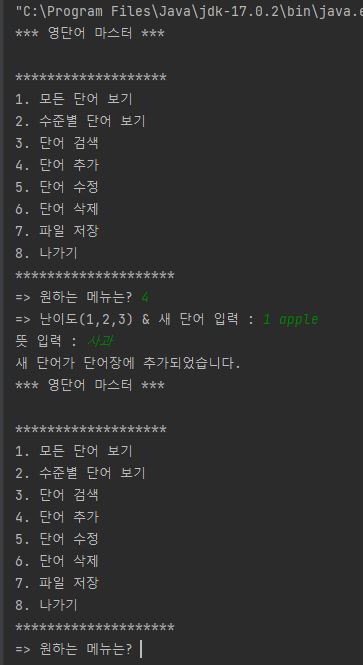 "C:\Program Files\Java\jdk-17.0.2\bin\java.e
*** 영단어 마스터 ***
*******************
1. 모든 단어 보기
2. 수준별 단어 보기
3. 단어 검색
4. 단어 추가
5. 단어 수정
6. 단어 삭제
7. 파일 저장
8. 나가기
********************
=> 원하는 메뉴는? 4
=> 난이도(1,2,3) & 새 단어 입력 : 1 apple
뜻 입력 : 사과
새 단어가 단어장에 추가되었습니다.
*** 영단어 마스터 ***
*******************
1. 모든 단어 보기
2. 수준별 단어 보기
3. 단어 검색
4. 단어 추가
5. 단어 수정
6. 단어 삭제
7. 파일 저장
8. 나가기
********************
=> 원하는 메뉴는?